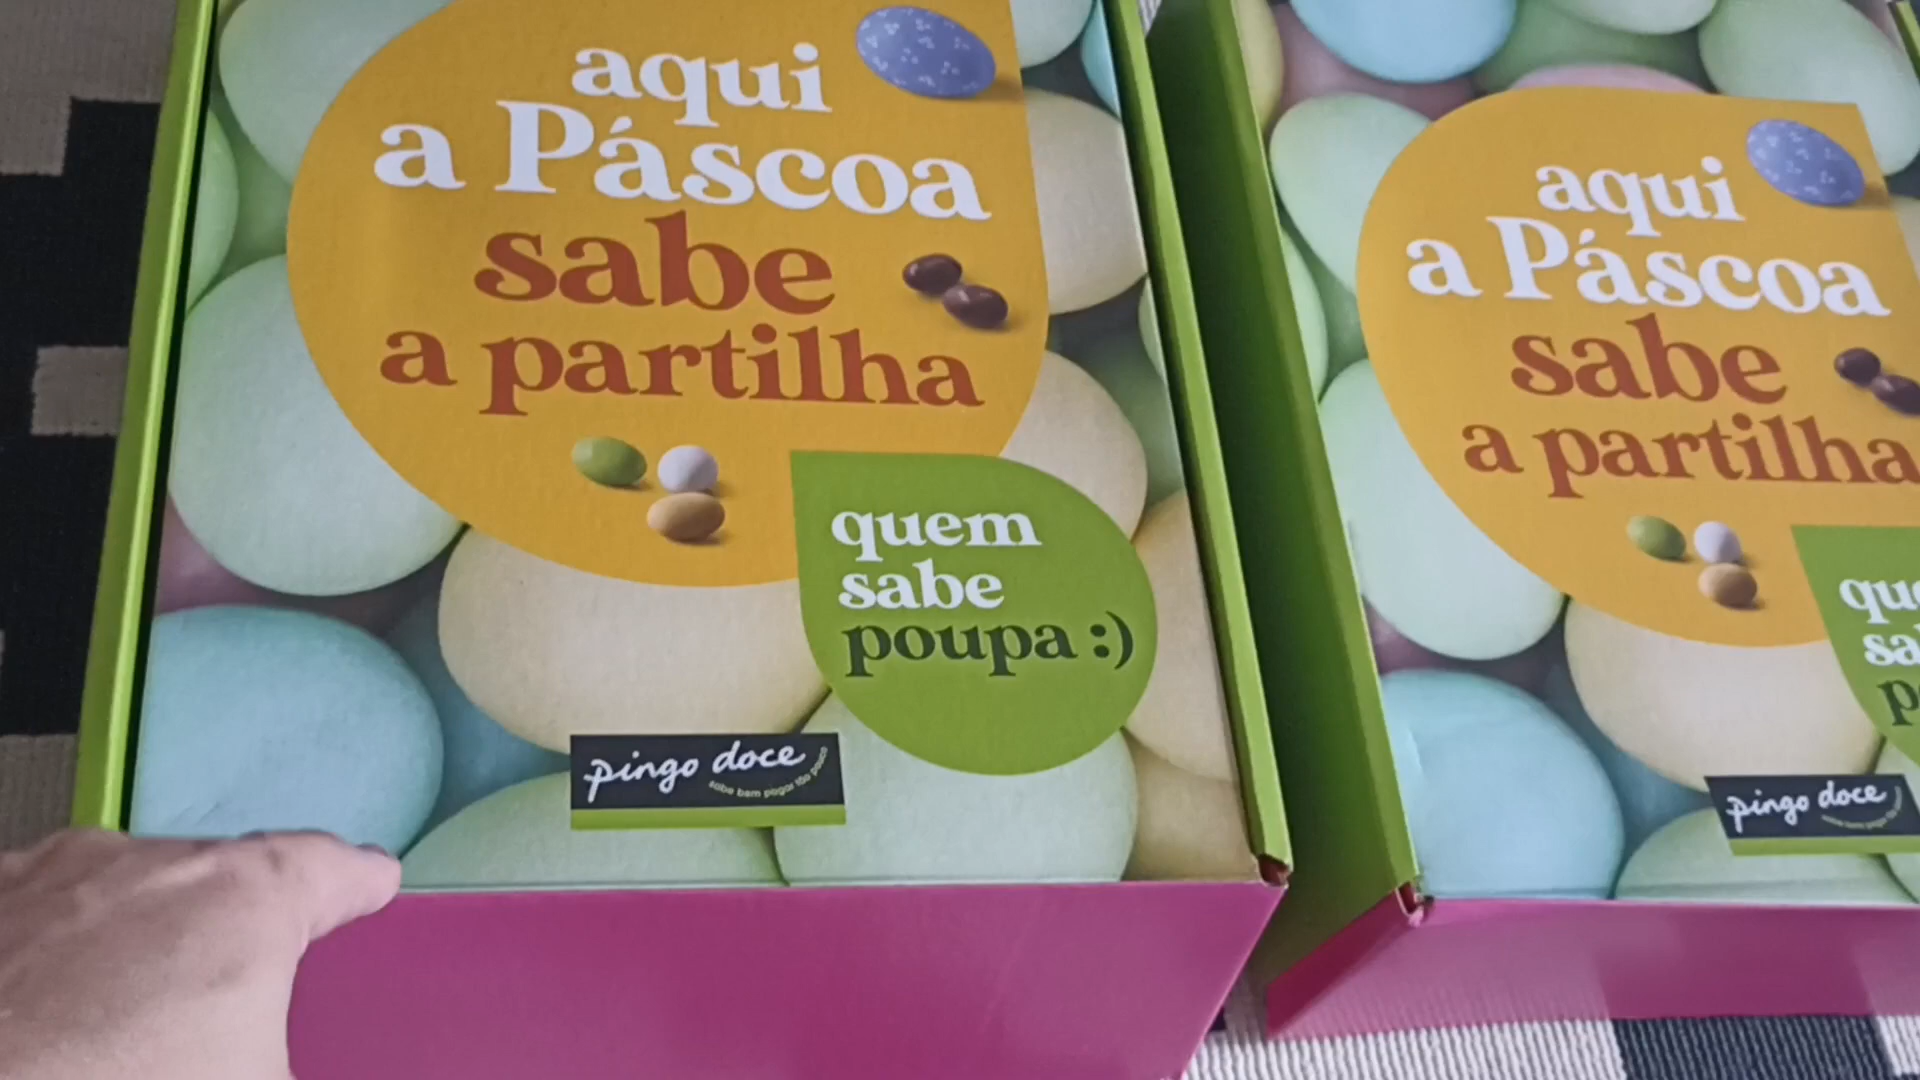 aqui
a Páscoa
sabe
a partilha
quem
sabe
poupa :)
pingo doce
sabe bem pagar tão pouco
aqui
a Páscoa
sabe
a partilha
pingo doce